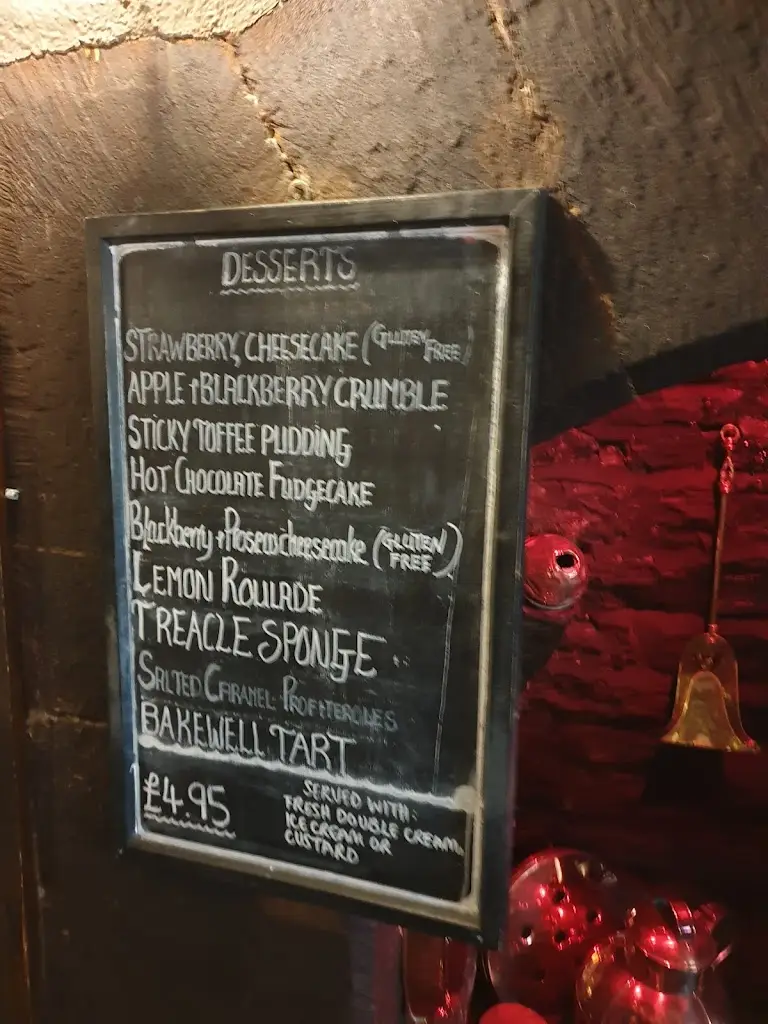 DESSERTS
STRAWBERRY, CHEESECAKE (GLUTEN FREE)
APPLE + BLACKBERRY CRUMBLE
STICKY TOFFEE PUDDING
HOT CHOCOLATE FUDGECAKE
Blackberry + Prosecco cheesecake (GLUTEN FREE)
LEMON ROULADE
TREACLE SPONGE
SALTED CARAMEL PROFITEROLES
BAKEWELL TART
£4.95
SERVED WITH:
FRESH DOUBLE CREAM,
ICE CREAM OR
CUSTARD